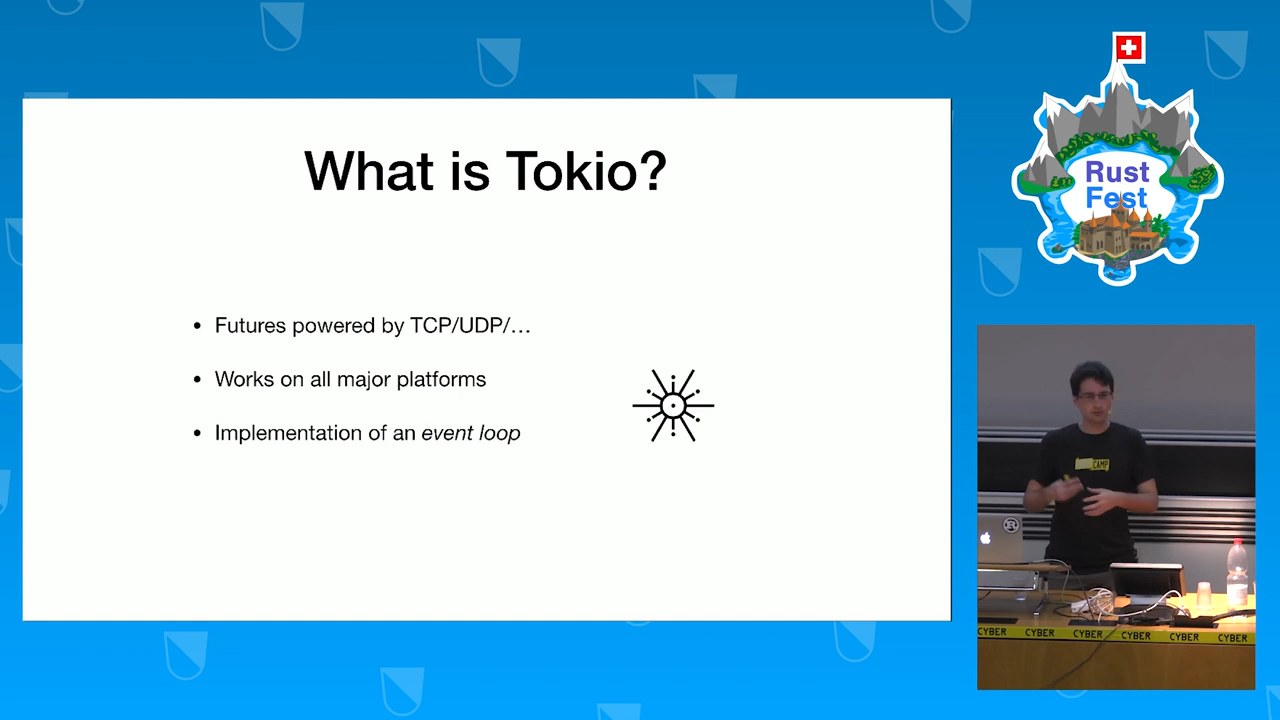 What is Tokio?
• Futures powered by TCP/UDP/…
• Works on all major platforms
• Implementation of an event loop
Rust
Fest
CAMP
CYBER CYBER CYBER CYBER CYBER CYBER